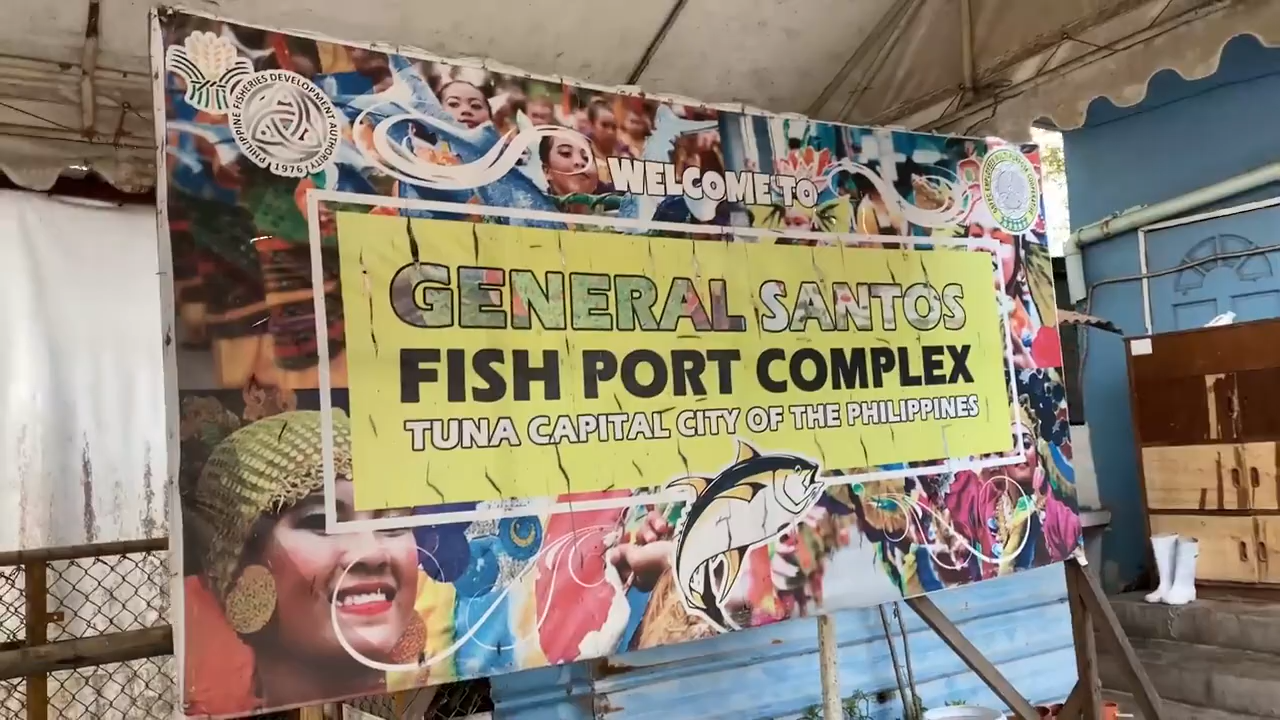 PHILIPPINE FISHERIES DEVELOPMENT AUTHORITY
1976
WELCOME TO
GENERAL SANTOS
FISH PORT COMPLEX
TUNA CAPITAL CITY OF THE PHILIPPINES